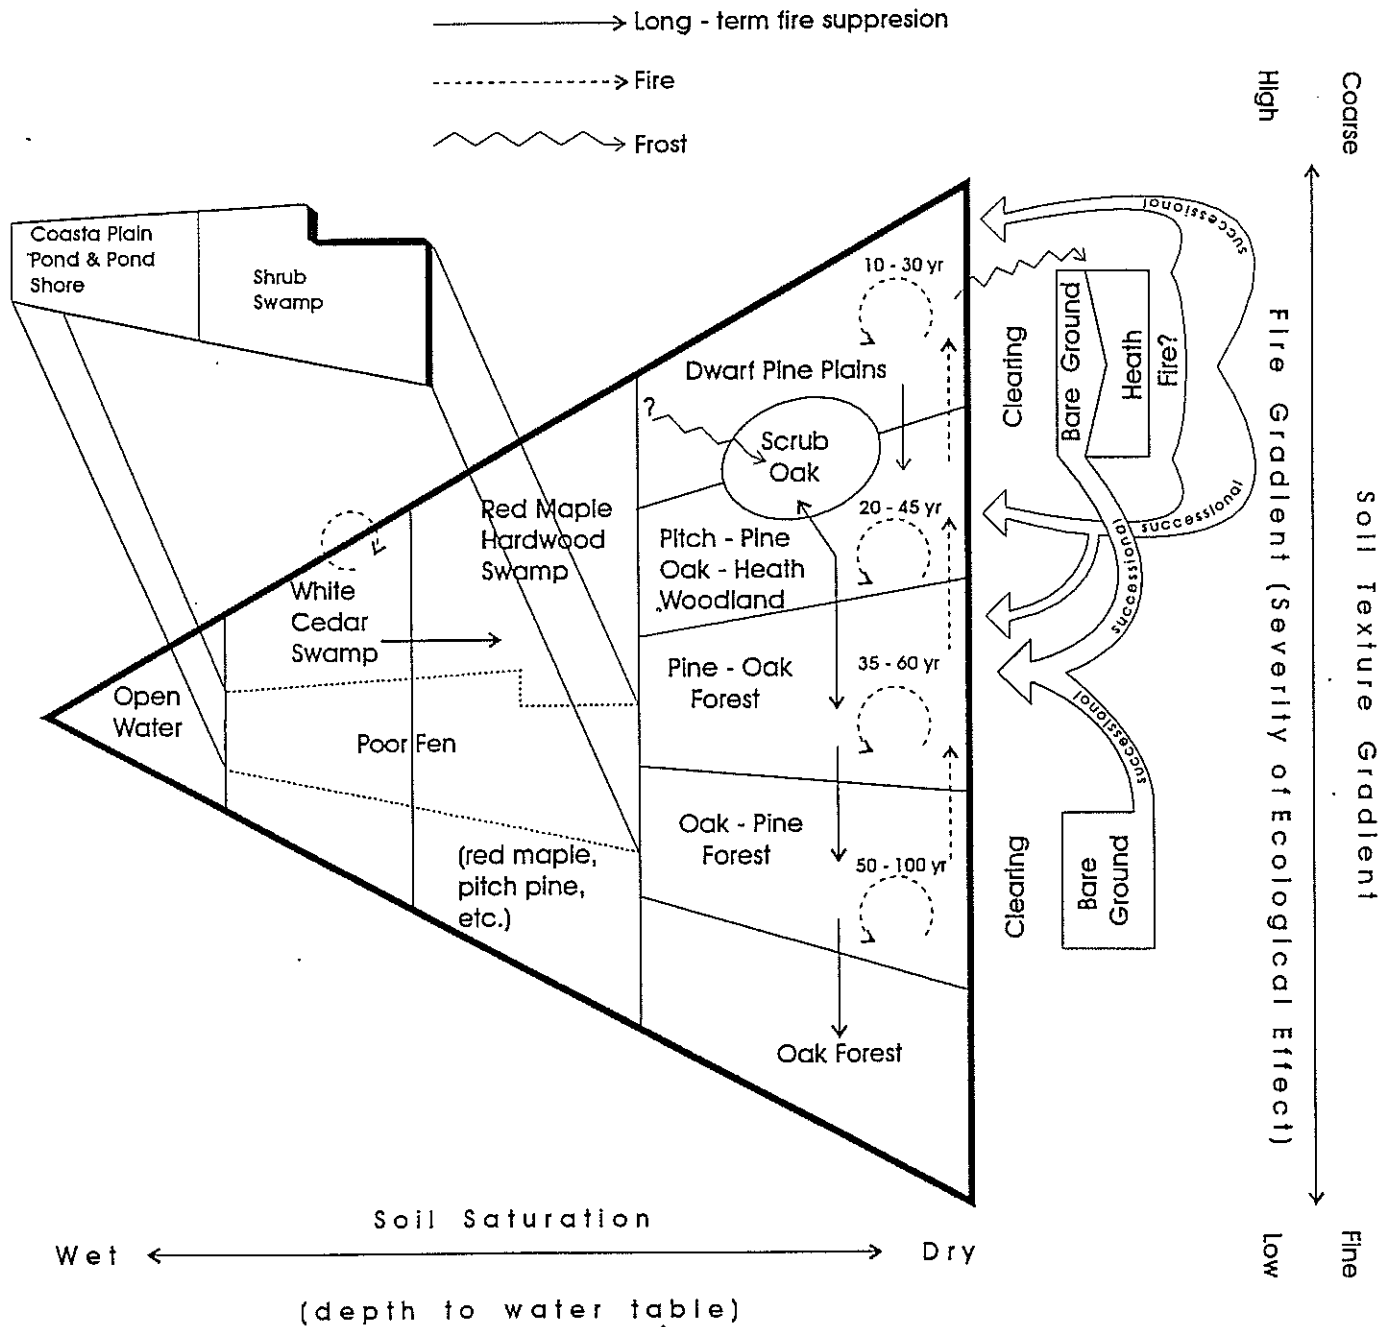 Long - term fire suppresion
Fire
Frost
High
Coarse
Coasta Plain
Pond & Pond
Shore
Shrub
Swamp
10 - 30 yr
Dwarf Pine Plains
?
Scrub
Oak
Red Maple
Hardwood
Swamp
20 - 45 yr
Pitch - Pine
Oak - Heath
Woodland
White
Cedar
Swamp
Open
Water
Pine - Oak
Forest
35 - 60 yr
Poor Fen
Oak - Pine
Forest
(red maple,
pitch pine,
etc.)
50 - 100 yr
Oak Forest
Clearing
Bare Ground
Heath
Fire?
successional
successional
successional
successional
successional
successional
Clearing
Bare
Ground
Fire Gradient (Severity of Ecological Effect)
Soil Texture Gradient
Low
Fine
Soil Saturation
Wet
Dry
(depth to water table)